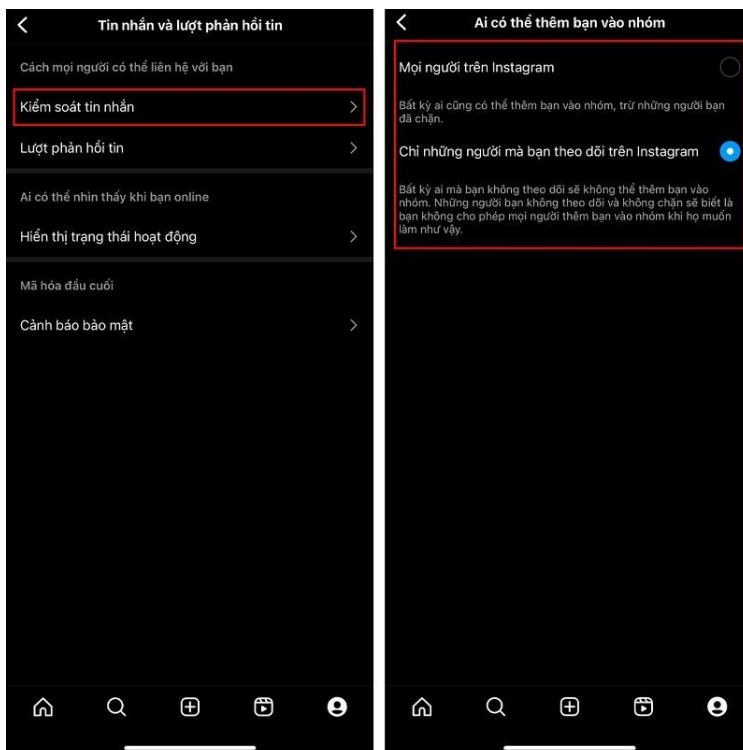 Tin nhắn và lượt phản hồi tin
Cách mọi người có thể liên hệ với bạn
Kiểm soát tin nhắn
Lượt phản hồi tin
Ai có thể nhìn thấy khi bạn online
Hiển thị trạng thái hoạt động
Mã hóa đầu cuối
Cảnh báo bảo mật
Ai có thể thêm bạn vào nhóm
Mọi người trên Instagram
Bất kỳ ai cũng có thể thêm bạn vào nhóm, trừ những người bạn
đã chặn.
Chỉ những người mà bạn theo dõi trên Instagram
Bất kỳ ai mà bạn không theo dõi sẽ không thể thêm bạn vào
nhóm. Những người bạn không theo dõi và không chặn sẽ biết là
bạn không cho phép mọi người thêm bạn vào nhóm khi họ muốn
làm như vậy.